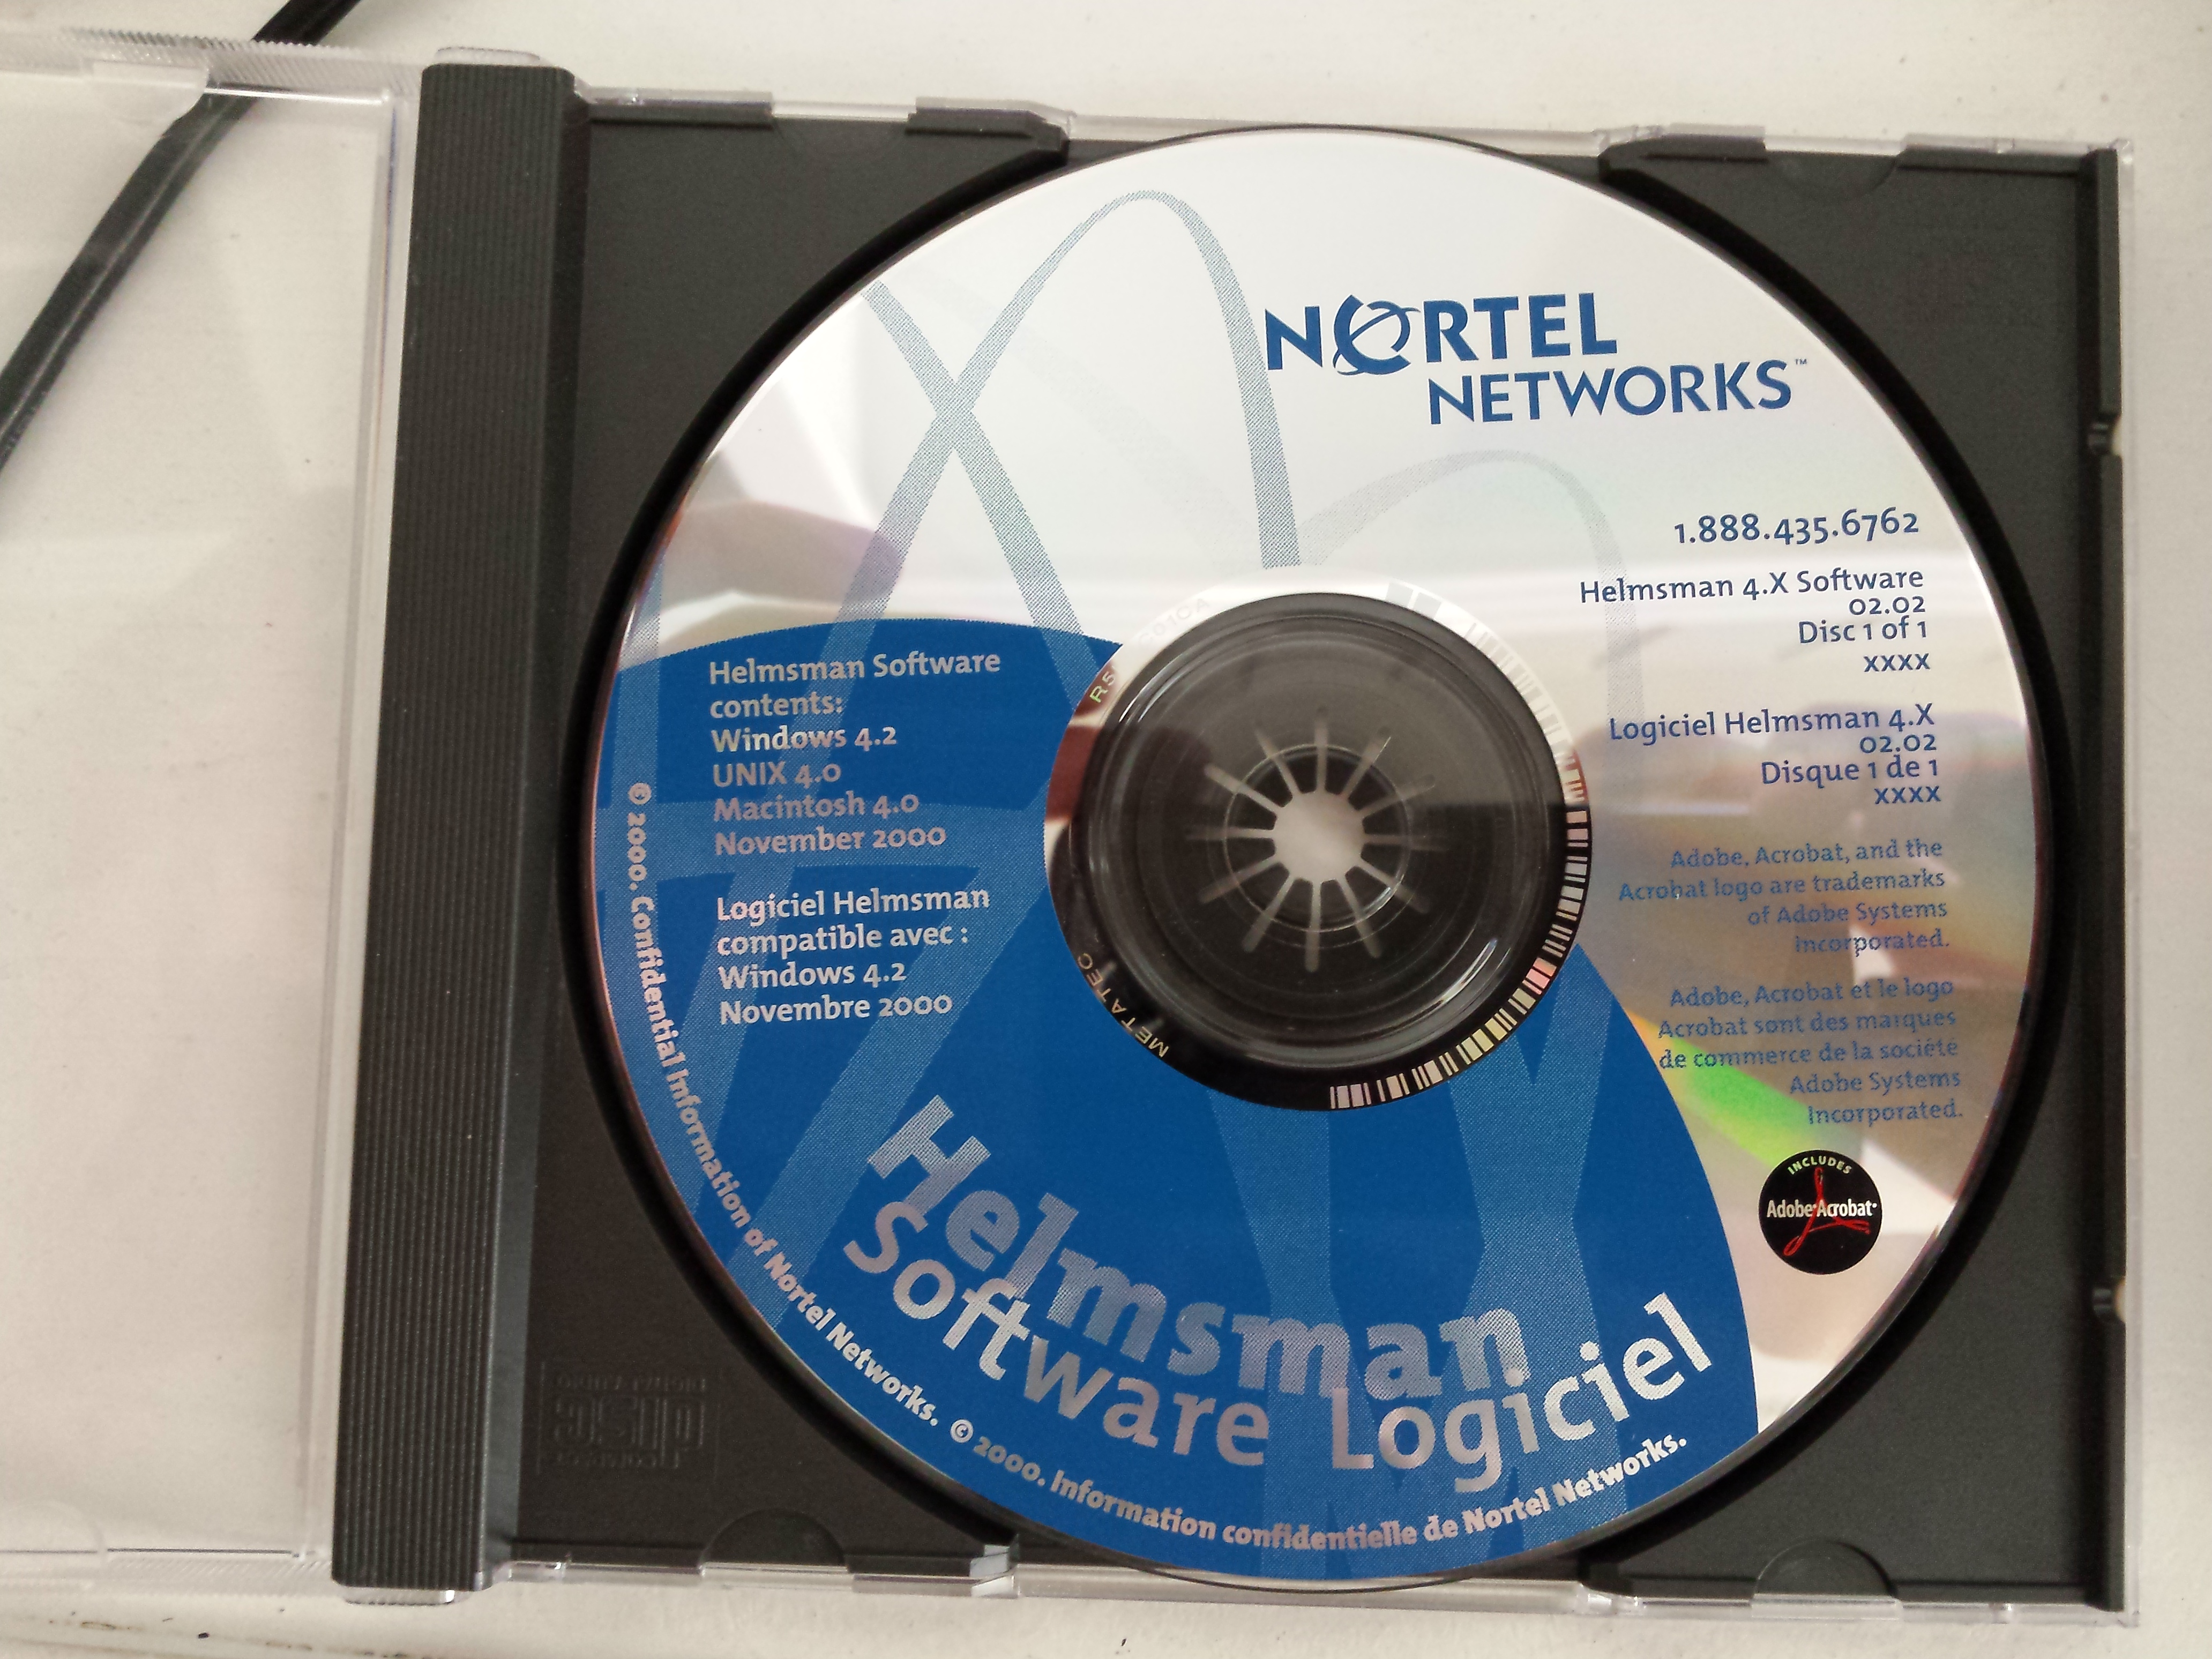 NORTEL
NETWORKS™
1.888.435.6762
Helmsman 4.X Software
02.02
Disc 1 of 1
xxxx
Logiciel Helmsman 4.X
02.02
Disque 1 de 1
xxxx
Adobe, Acrobat, and the
Acrobat logo are trademarks
of Adobe Systems
Incorporated.
Adobe, Acrobat et le logo
Acrobat sont des marques
de commerce de la société
Adobe Systems
Incorporated.
INCLUDES
Adobe Acrobat
Helmsman Software
contents:
Windows 4.2
UNIX 4.0
Macintosh 4.0
November 2000
Logiciel Helmsman
compatible avec :
Windows 4.2
Novembre 2000
METATEC
Helmsman
Software Logiciel
© 2000. Confidential Information of Nortel Networks. © 2000. Information confidentielle de Nortel Networks.
COMPACT
disc
DIGITAL AUDIO